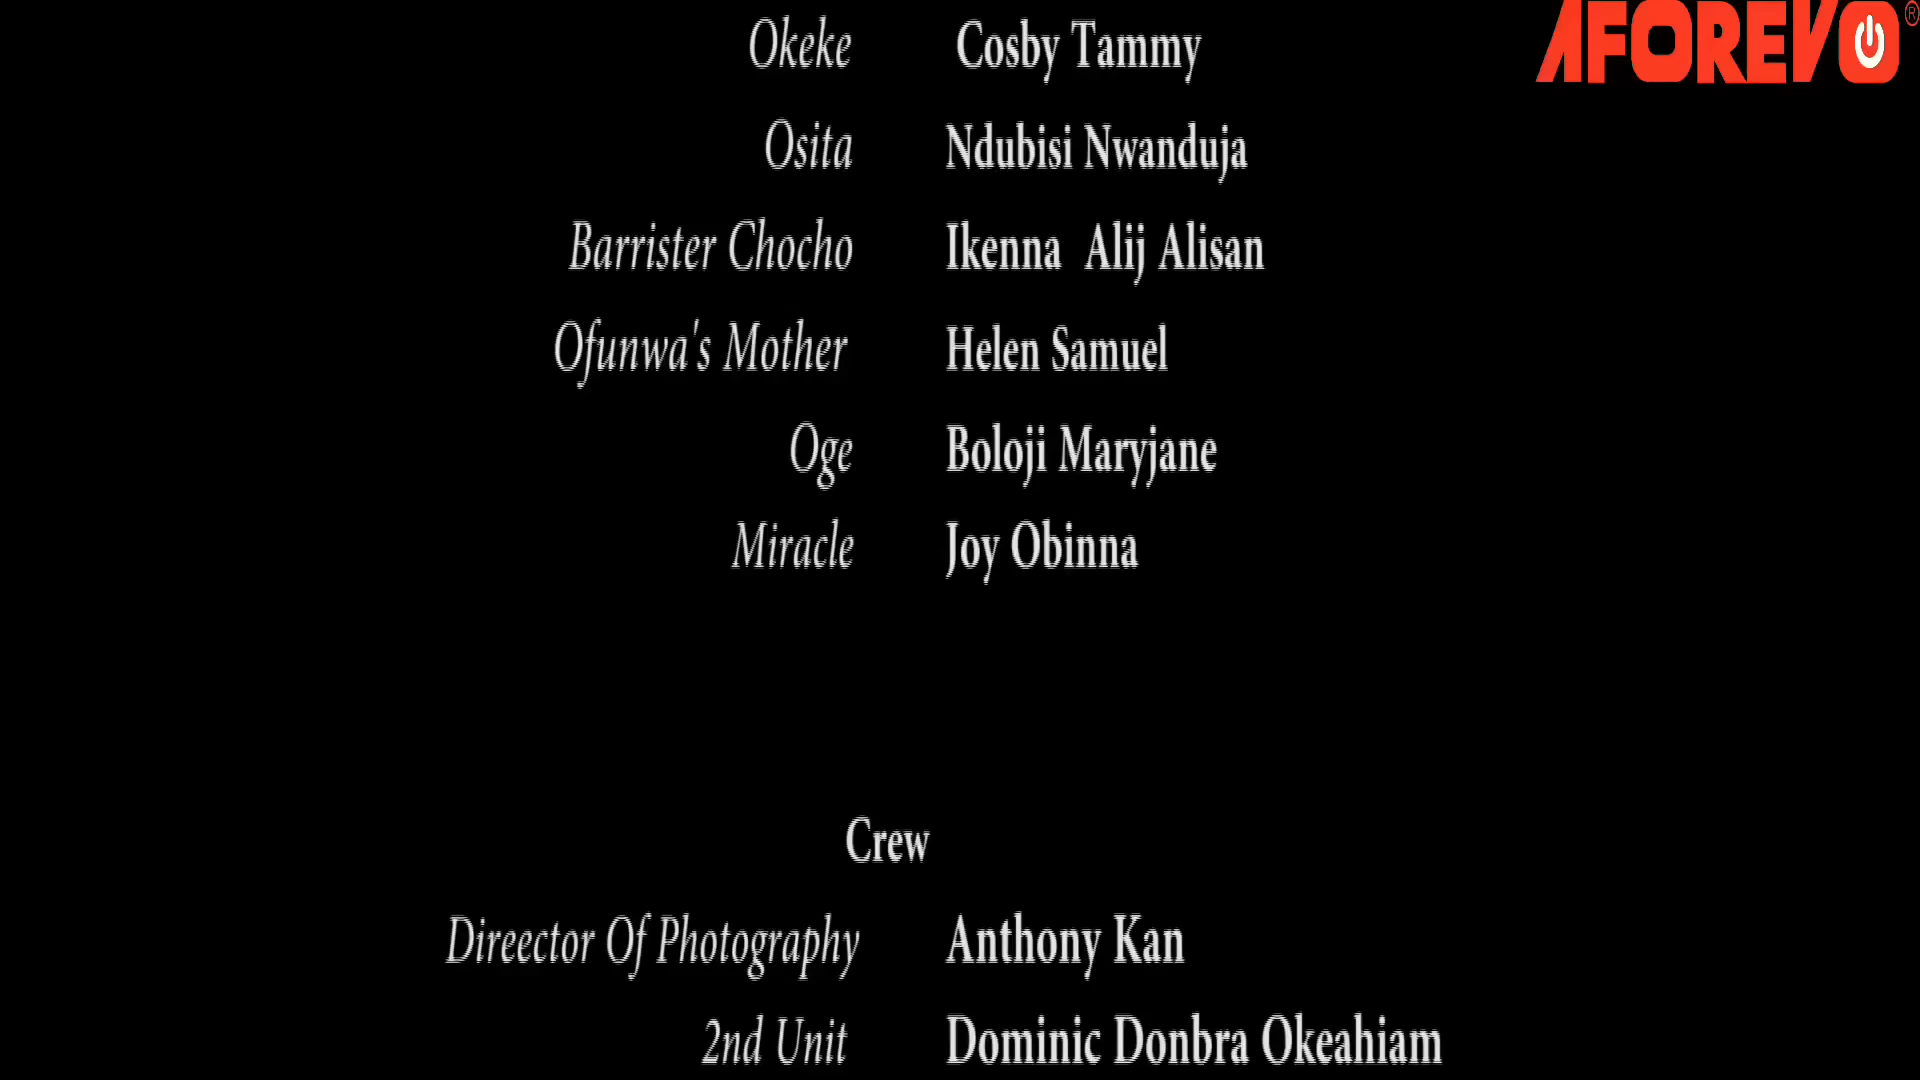 Okeke Cosby Tammy
AFOREVO ®
Osita Ndubisi Nwanduja
Barrister Chocho Ikenna Alij Alisan
Ofunwa's Mother Helen Samuel
Oge Boloji Maryjane
Miracle Joy Obinna
Crew
Direector Of Photography Anthony Kan
2nd Unit Dominic Donbra Okeahiam